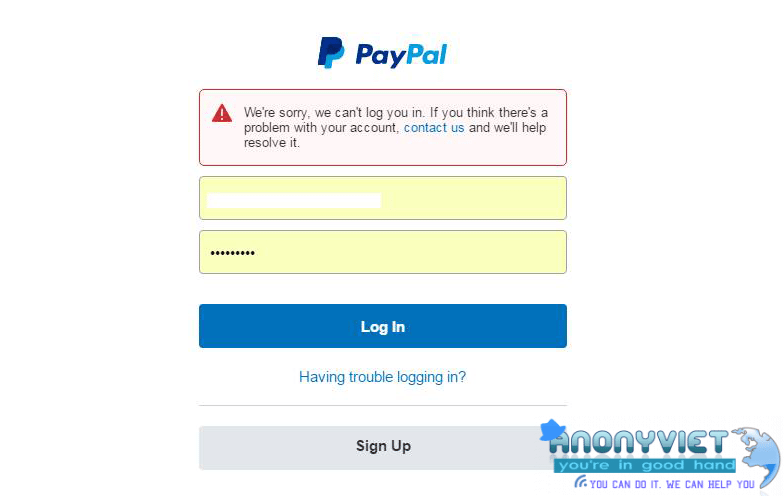 PayPal
We're sorry, we can't log you in. If you think there's a
problem with your account, contact us and we'll help
resolve it.
•••••••••
Log In
Having trouble logging in?
Sign Up
ANONYVIET
you're in good hand
YOU CAN DO IT, WE CAN HELP YOU